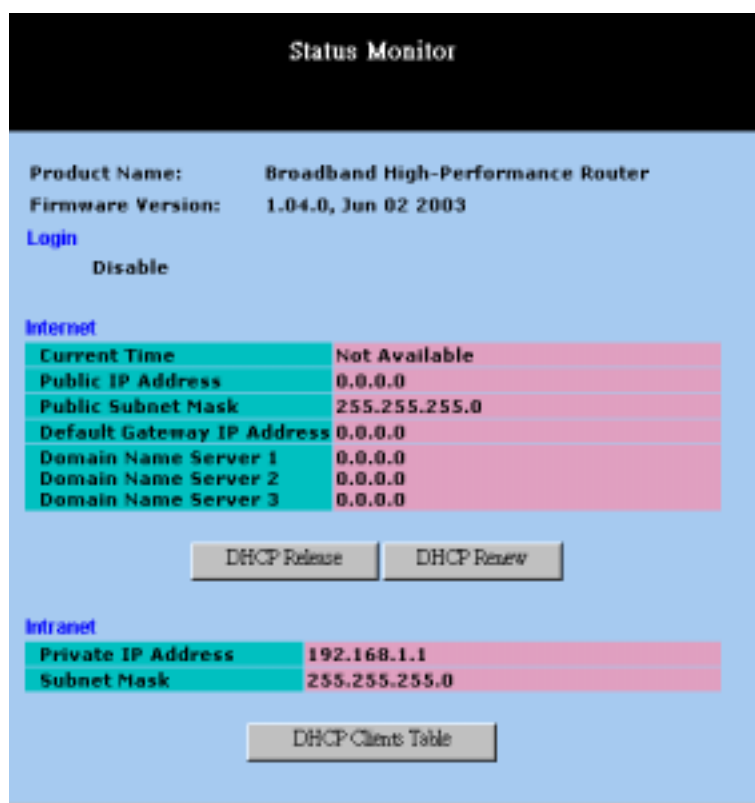 Status Monitor
Product Name: Broadband High-Performance Router
Firmware Version: 1.04.0, Jun 02 2003
Login
Disable
Internet
Current Time Not Available
Public IP Address 0.0.0.0
Public Subnet Mask 255.255.255.0
Default Gateway IP Address 0.0.0.0
Domain Name Server 1 0.0.0.0
Domain Name Server 2 0.0.0.0
Domain Name Server 3 0.0.0.0
DHCP Release DHCP Renew
Intranet
Private IP Address 192.168.1.1
Subnet Mask 255.255.255.0
DHCP Clients Table